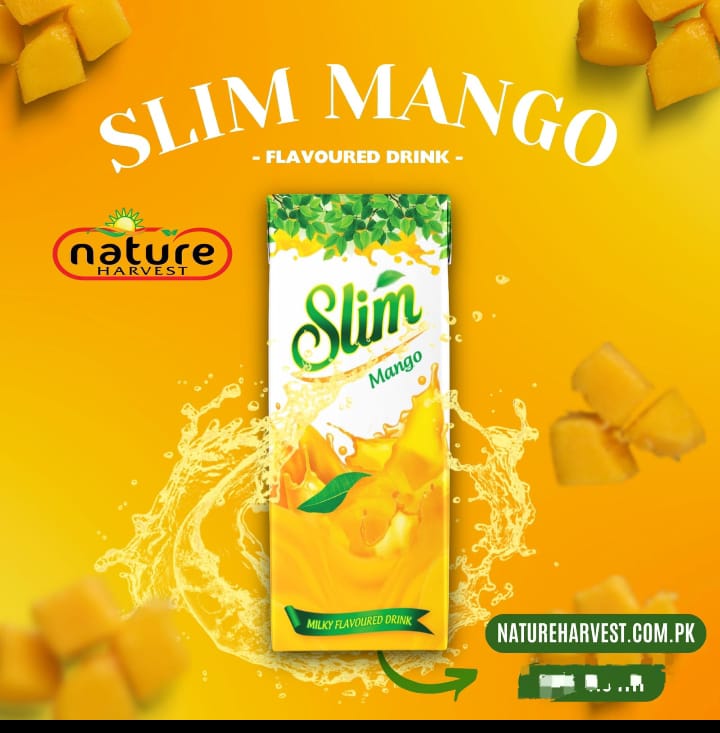 SLIM MANGO
- FLAVOURED DRINK -
nature
HARVEST
Slim
Mango
MILKY FLAVOURED DRINK
NATUREHARVEST.COM.PK